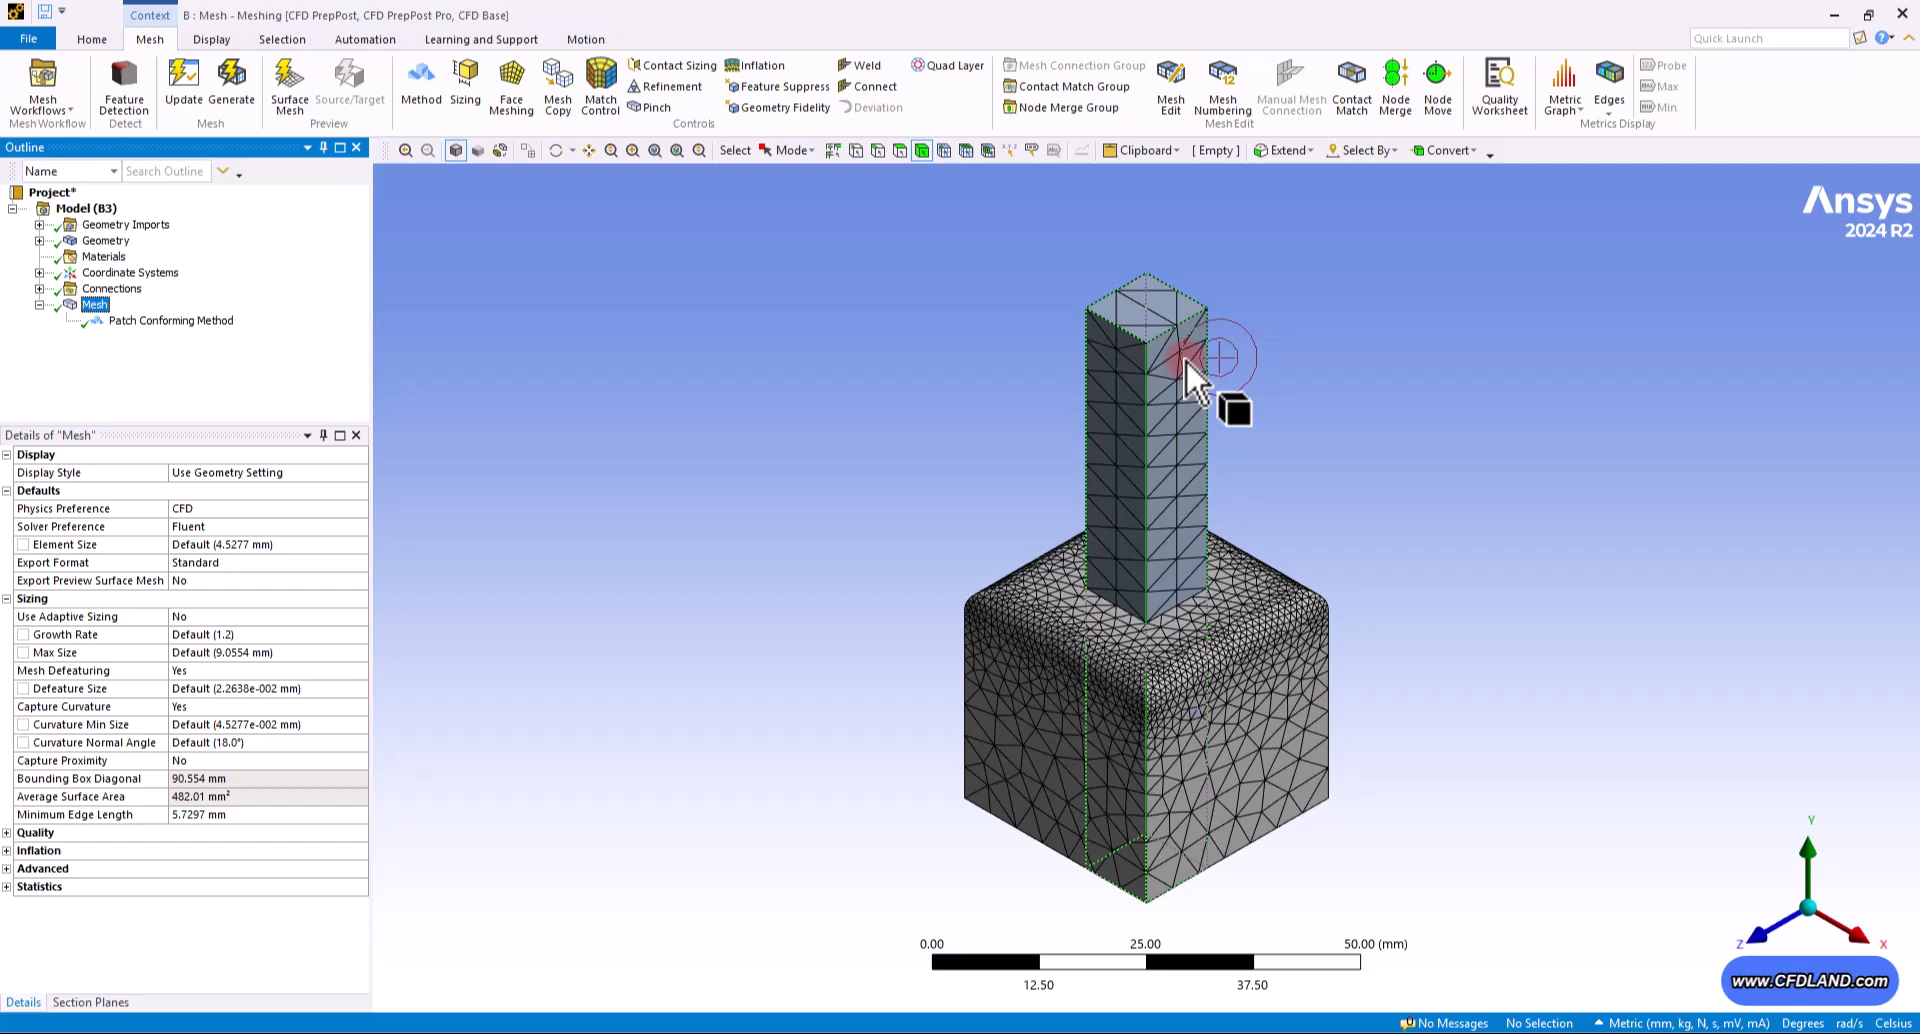 Context
B : Mesh - Meshing [CFD PrepPost, CFD PrepPost Pro, CFD Base]
File Home Mesh Display Selection Automation Learning and Support Motion
Quick Launch
Mesh Workflows
Feature Detection
Update
Generate
Surface Mesh
Source/Target
Method
Sizing
Face Meshing
Mesh Copy
Match Control
Contact Sizing
Refinement
Pinch
Inflation
Feature Suppress
Geometry Fidelity
Weld
Connect
Deviation
Quad Layer
Mesh Connection Group
Contact Match Group
Node Merge Group
Mesh Edit
Mesh Numbering
Manual Mesh Connection
Contact Match
Node Merge
Node Move
Quality Worksheet
Metric Graph
Edges
Probe
Max
Min
Mesh Workflow Detect Mesh Preview Controls Mesh Edit Metrics Display
Outline
Select Mode Clipboard [ Empty ] Extend Select By Convert
Name Search Outline
Project*
Model (B3)
Geometry Imports
Geometry
Materials
Coordinate Systems
Connections
Mesh
Patch Conforming Method
Ansys
2024 R2
Details of "Mesh"
Display
Display Style Use Geometry Setting
Defaults
Physics Preference CFD
Solver Preference Fluent
Element Size Default (4.5277 mm)
Export Format Standard
Export Preview Surface Mesh No
Sizing
Use Adaptive Sizing No
Growth Rate Default (1.2)
Max Size Default (9.0554 mm)
Mesh Defeaturing Yes
Defeature Size Default (2.2638e-002 mm)
Capture Curvature Yes
Curvature Min Size Default (4.5277e-002 mm)
Curvature Normal Angle Default (18.0°)
Capture Proximity No
Bounding Box Diagonal 90.554 mm
Average Surface Area 482.01 mm²
Minimum Edge Length 5.7297 mm
Quality
Inflation
Advanced
Statistics
0.00 25.00 50.00 (mm)
12.50 37.50
Y
Z
X
www.CFDLAND.com
Details Section Planes
No Messages No Selection Metric (mm, kg, N, s, mV, mA) Degrees rad/s Celsius